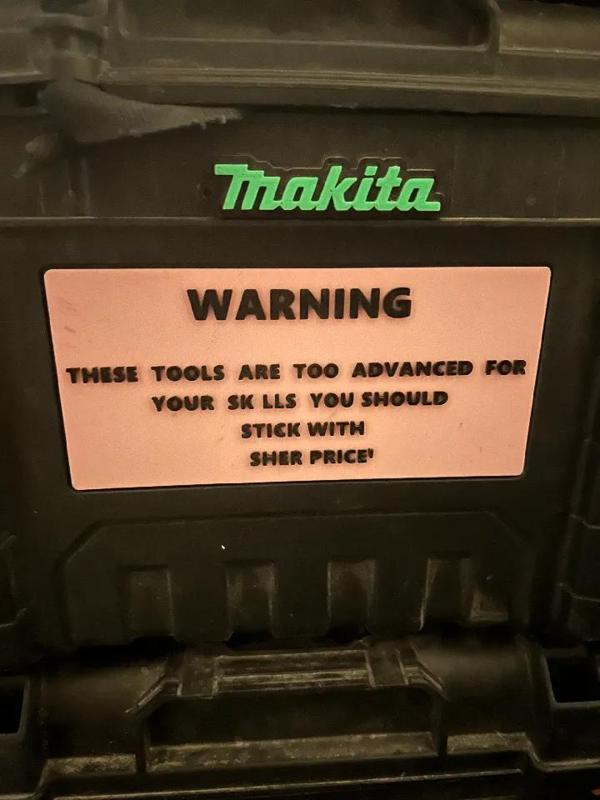 makita
WARNING
THESE TOOLS ARE TOO ADVANCED FOR
YOUR SK LLS YOU SHOULD
STICK WITH
SHER PRICE'